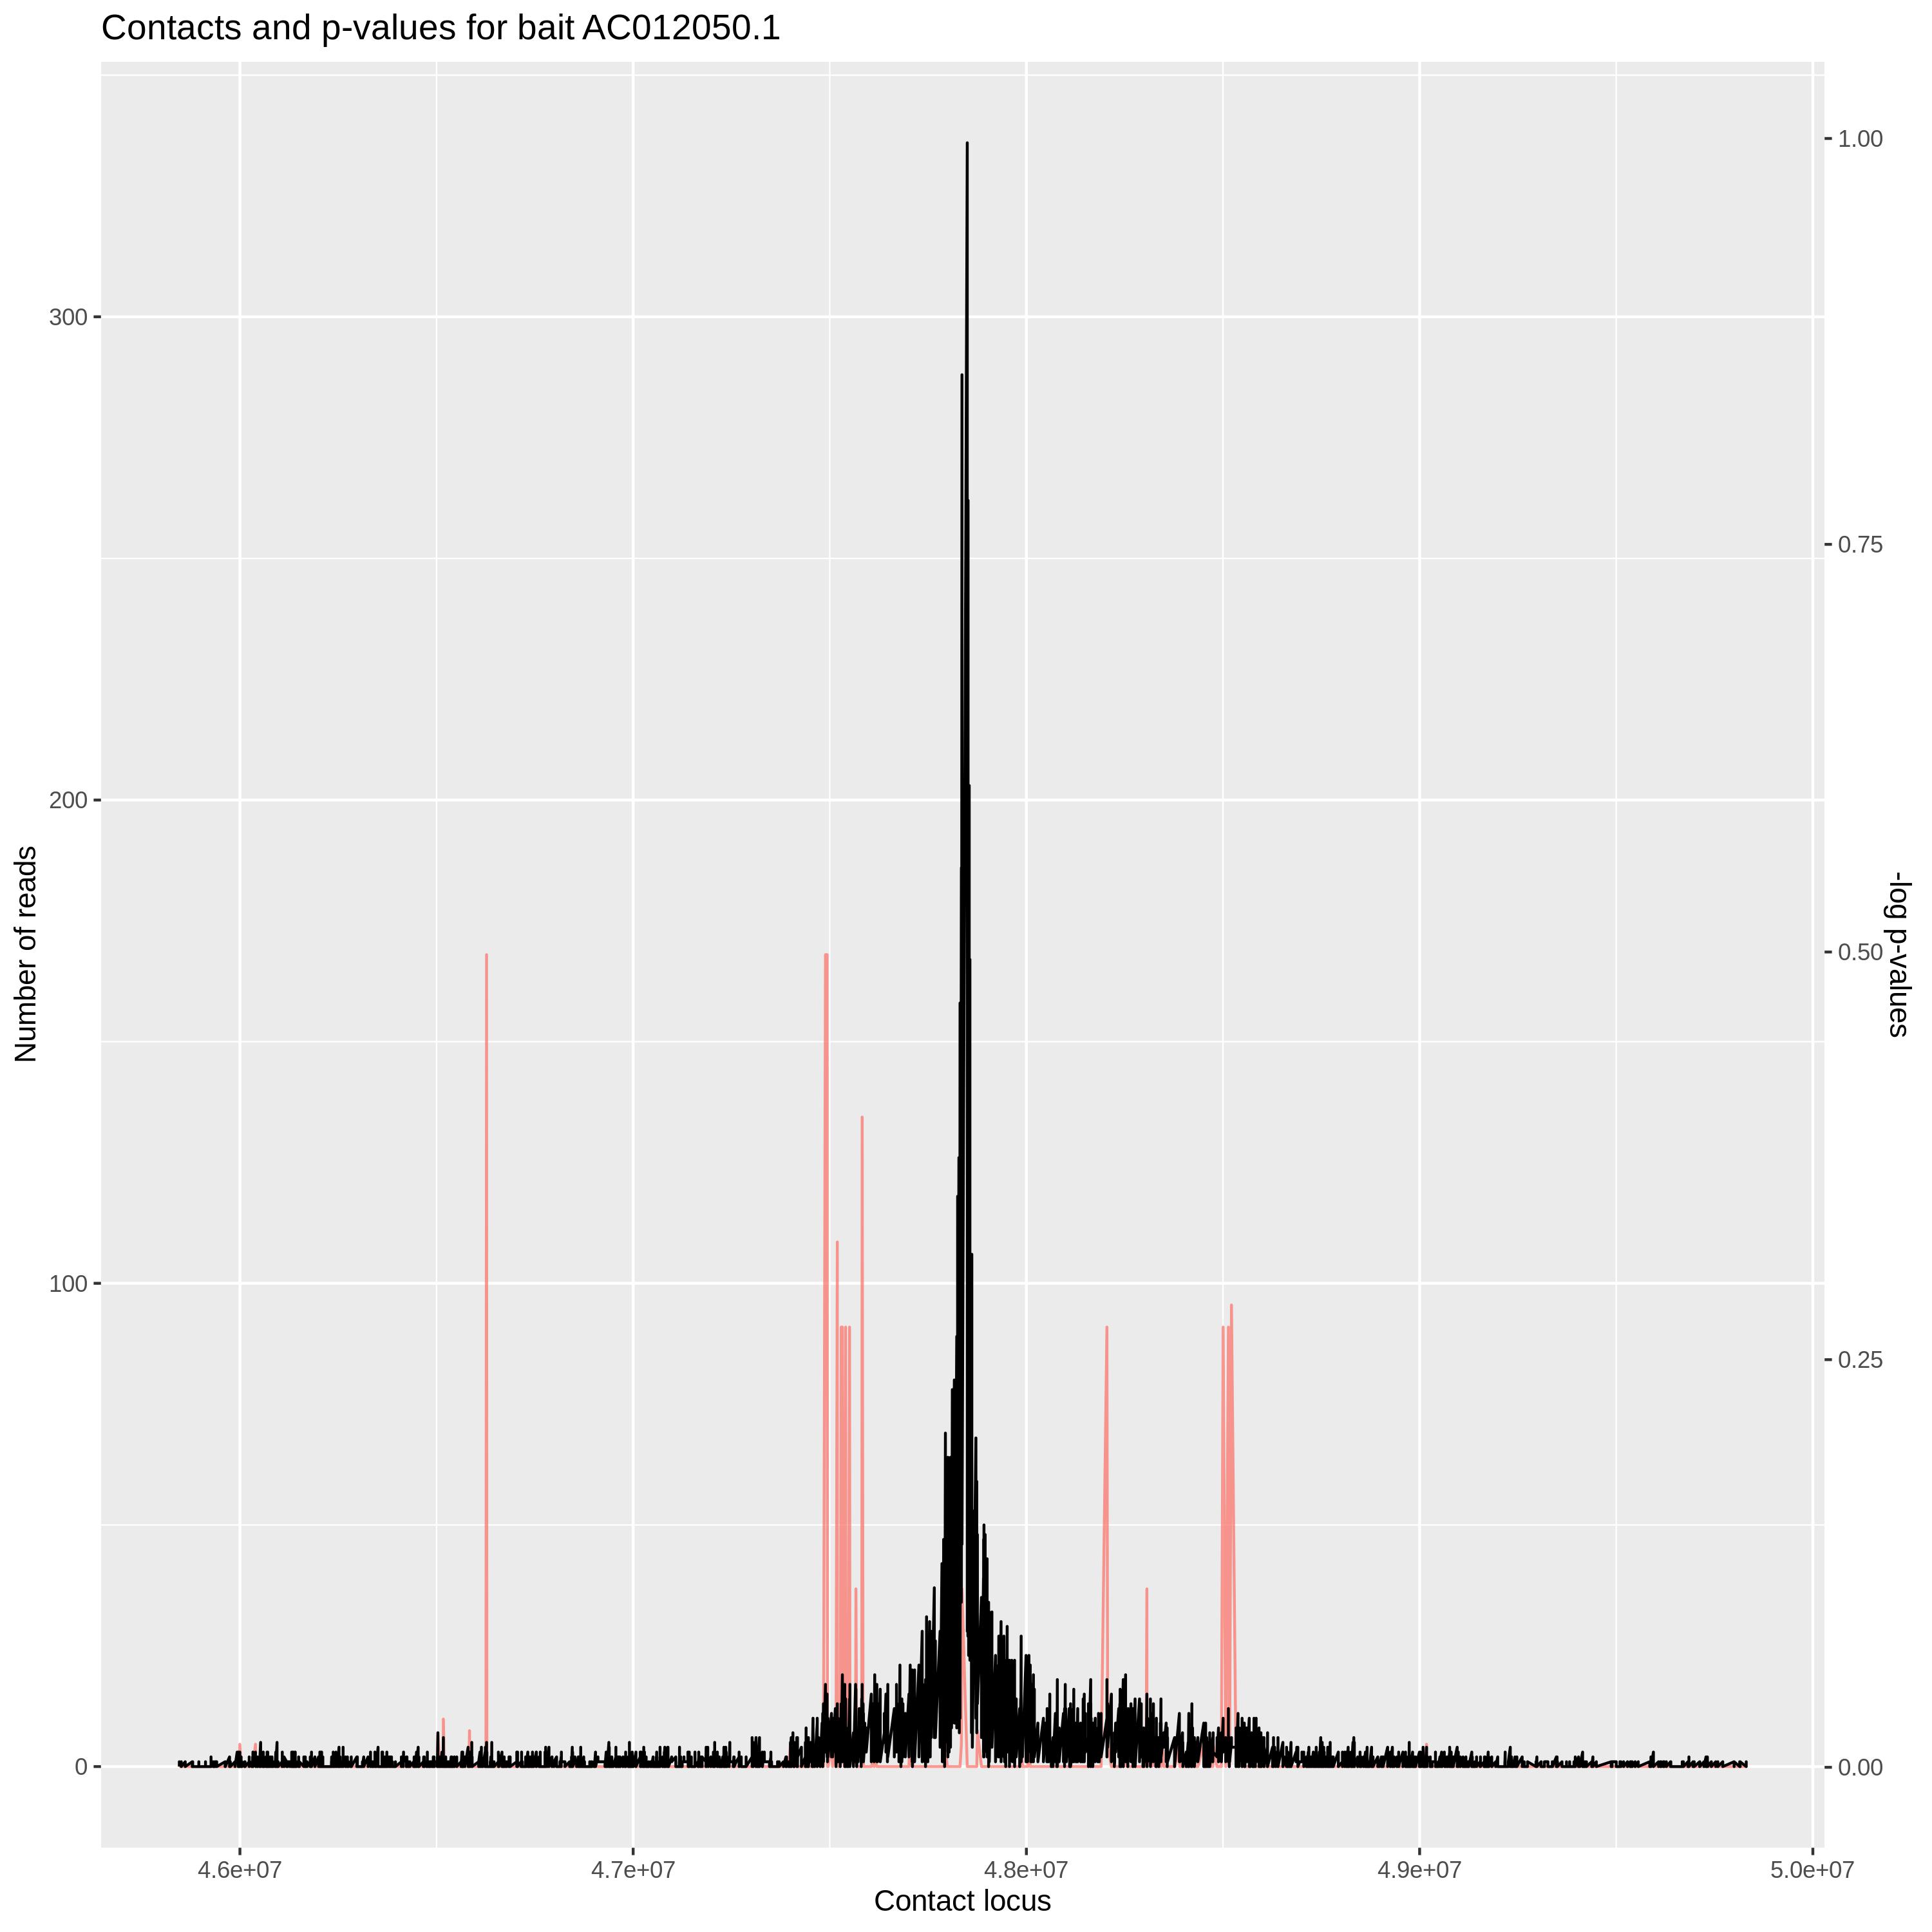 Contacts and p-values for bait AC012050.1
1.00
300
0.75
200
0.50
Number of reads
-log p-values
100
0.25
0
0.00
4.6e+07
4.7e+07
4.8e+07
4.9e+07
5.0e+07
Contact locus